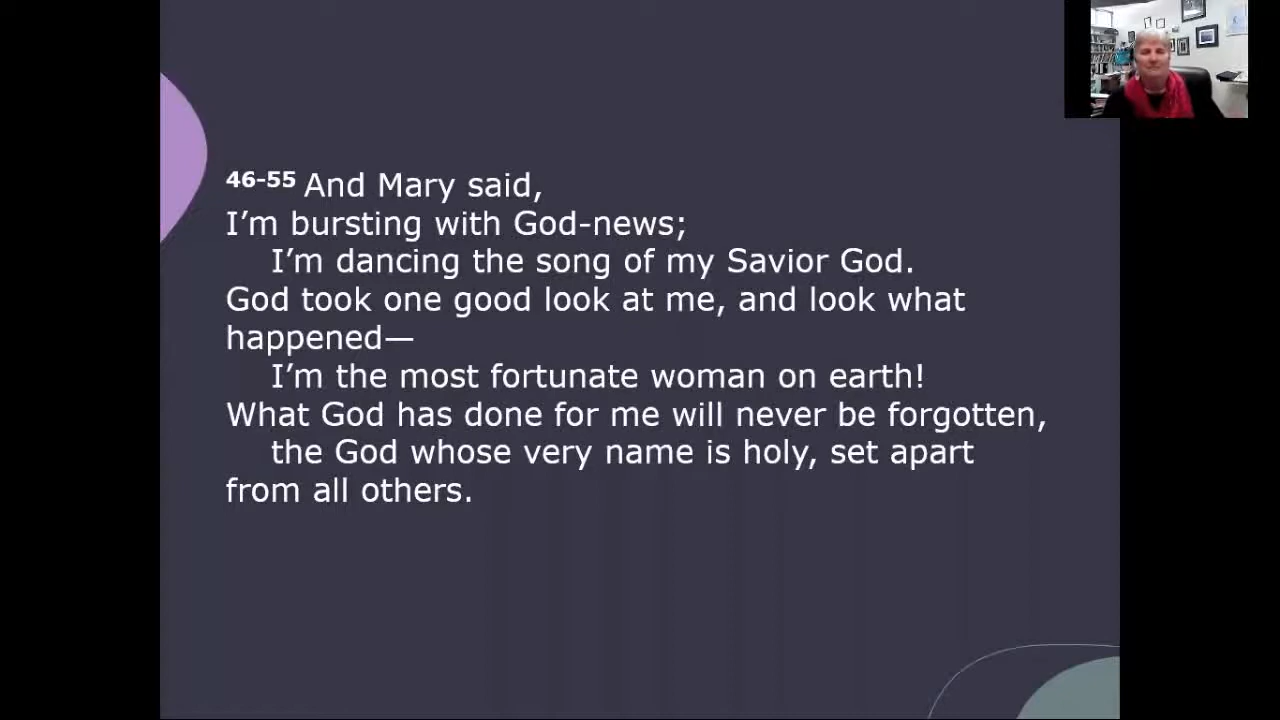 46-55 And Mary said,
I’m bursting with God-news;
I’m dancing the song of my Savior God.
God took one good look at me, and look what
happened—
I’m the most fortunate woman on earth!
What God has done for me will never be forgotten,
the God whose very name is holy, set apart
from all others.